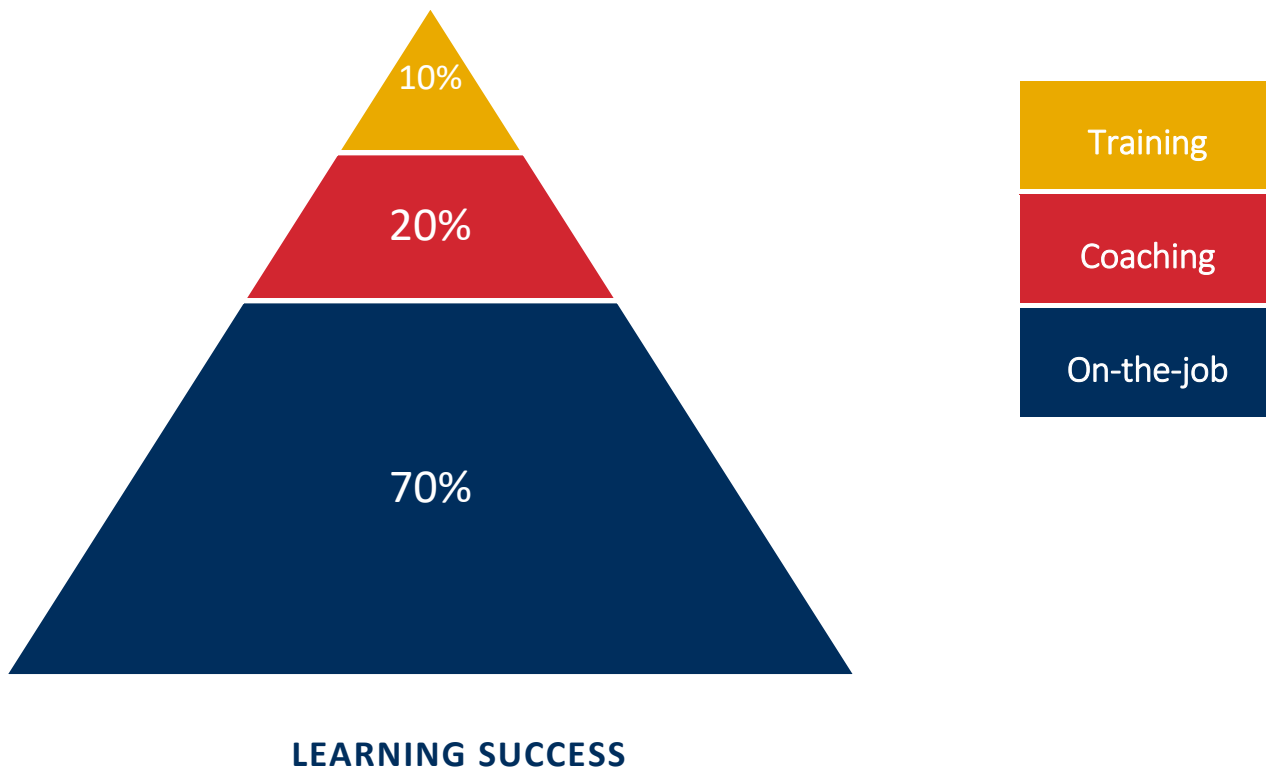 10%
20%
70%
Training
Coaching
On-the-job
LEARNING SUCCESS